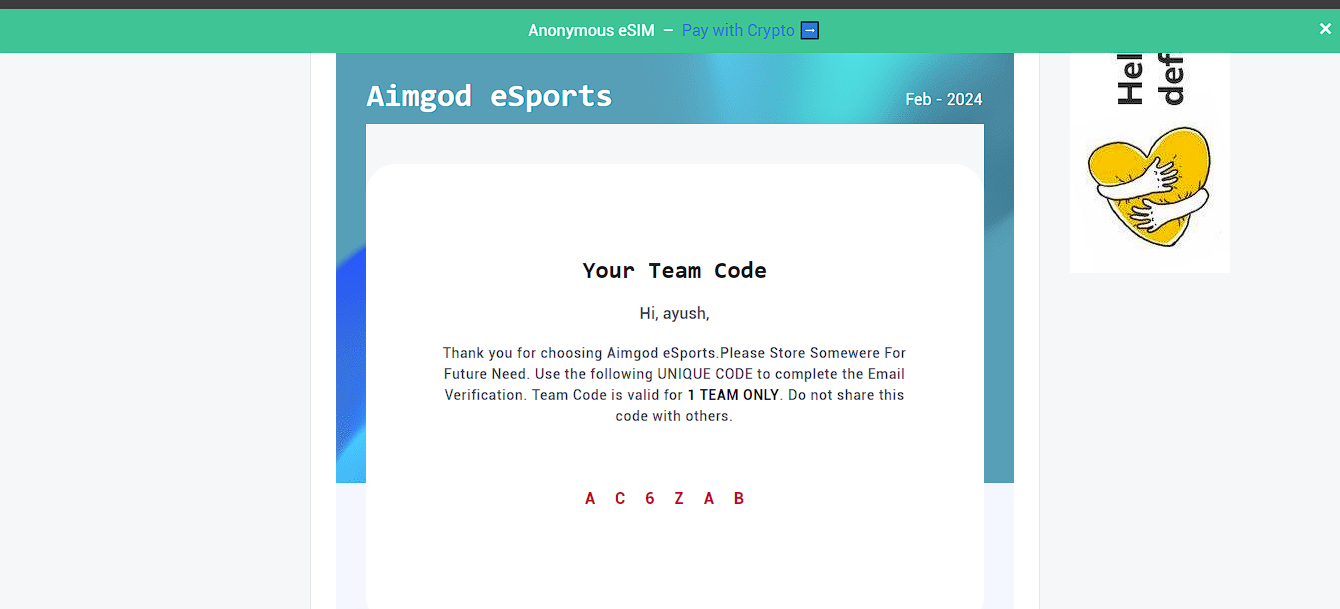 Anonymous eSIM – Pay with Crypto →
×
Aimgod eSports
Feb - 2024
Your Team Code
Hi, ayush,
Thank you for choosing Aimgod eSports.Please Store Somewere For
Future Need. Use the following UNIQUE CODE to complete the Email
Verification. Team Code is valid for 1 TEAM ONLY. Do not share this
code with others.
A C 6 Z A B